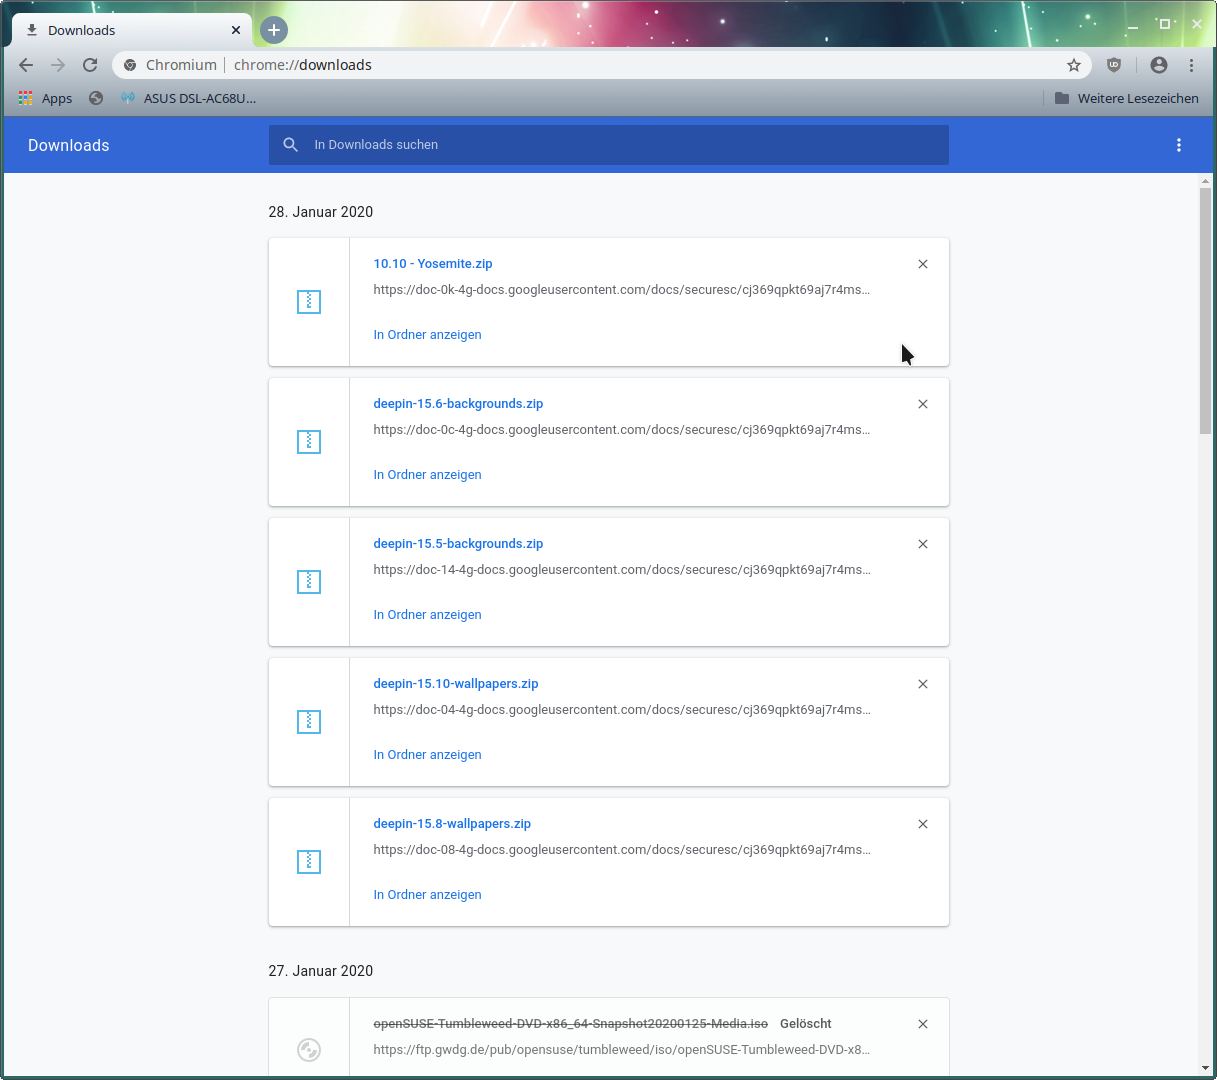 Downloads
Chromium | chrome://downloads
Apps ASUS DSL-AC68U... Weitere Lesezeichen
Downloads In Downloads suchen
28. Januar 2020
10.10 - Yosemite.zip
https://doc-0k-4g-docs.googleusercontent.com/docs/securesc/cj369qpkt69aj7r4ms...
In Ordner anzeigen
deepin-15.6-backgrounds.zip
https://doc-0c-4g-docs.googleusercontent.com/docs/securesc/cj369qpkt69aj7r4ms...
In Ordner anzeigen
deepin-15.5-backgrounds.zip
https://doc-14-4g-docs.googleusercontent.com/docs/securesc/cj369qpkt69aj7r4ms...
In Ordner anzeigen
deepin-15.10-wallpapers.zip
https://doc-04-4g-docs.googleusercontent.com/docs/securesc/cj369qpkt69aj7r4ms...
In Ordner anzeigen
deepin-15.8-wallpapers.zip
https://doc-08-4g-docs.googleusercontent.com/docs/securesc/cj369qpkt69aj7r4ms...
In Ordner anzeigen
27. Januar 2020
openSUSE-Tumbleweed-DVD-x86_64-Snapshot20200125-Media.iso Gelöscht
https://ftp.gwdg.de/pub/opensuse/tumbleweed/iso/openSUSE-Tumbleweed-DVD-x8...